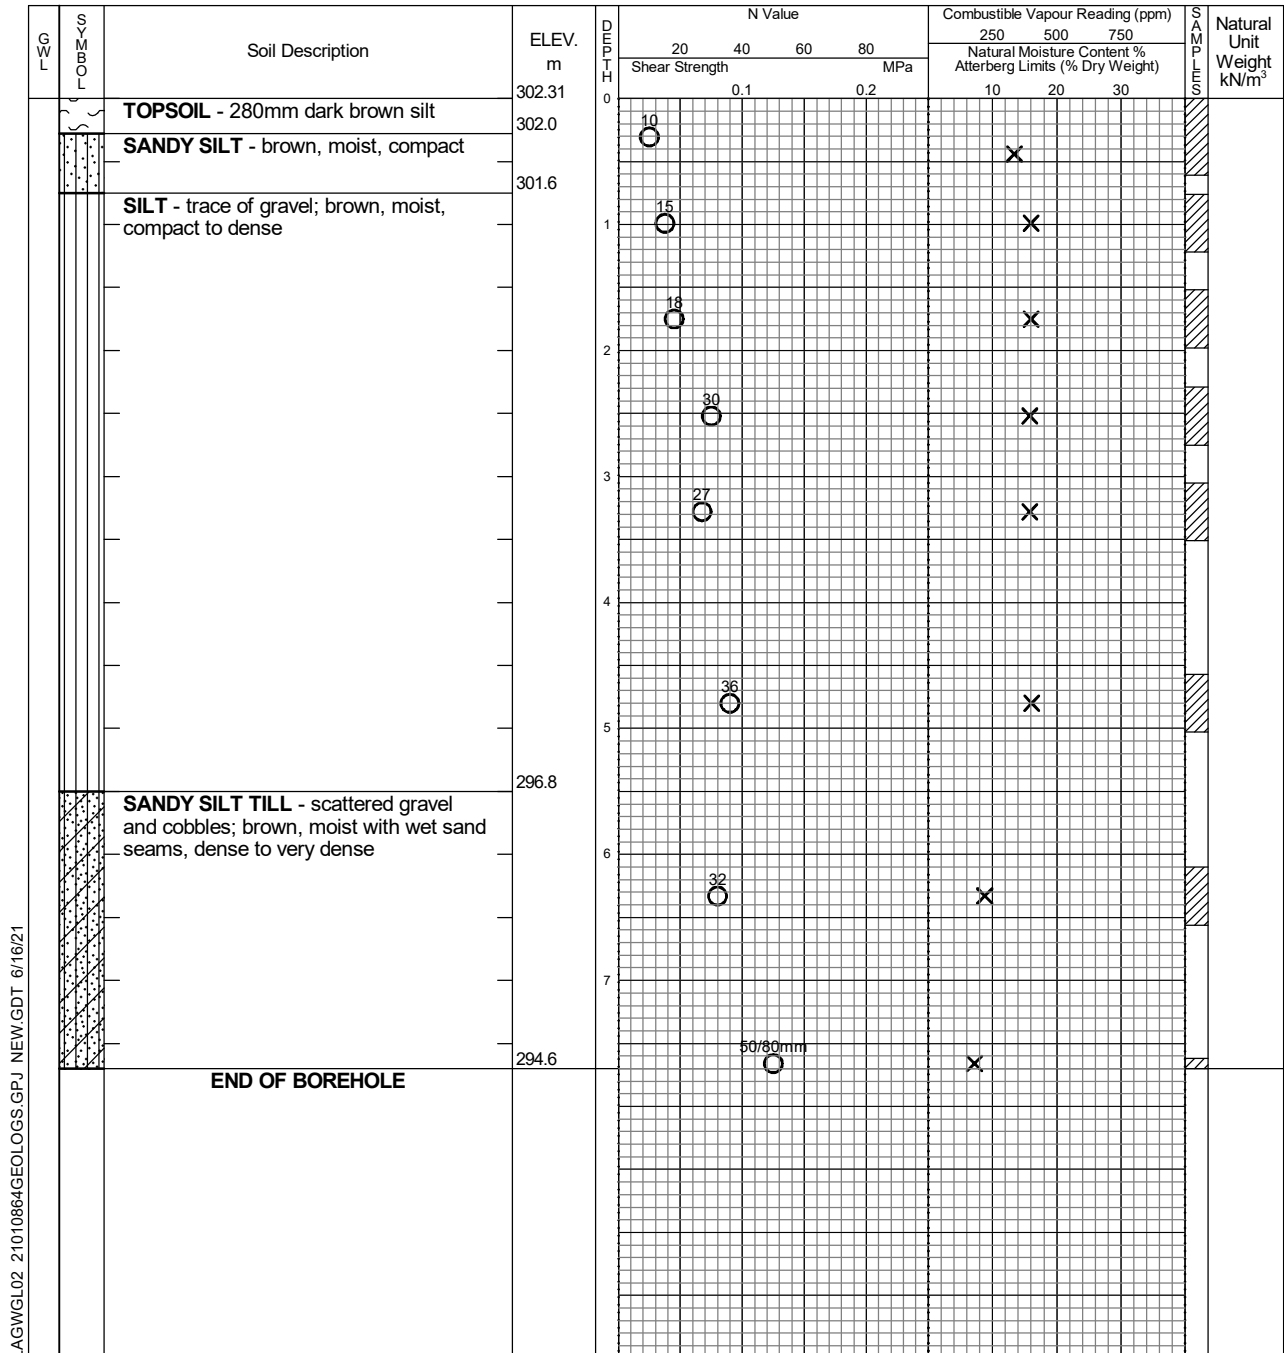 GWL
SYMBOL
Soil Description
ELEV.
m
DEPTH
N Value
20 40 60 80
Shear Strength MPa
0.1 0.2
Combustible Vapour Reading (ppm)
250 500 750
Natural Moisture Content %
Atterberg Limits (% Dry Weight)
10 20 30
SAMPLES
Natural
Unit
Weight
kN/m³
302.31
0
TOPSOIL - 280mm dark brown silt
302.0
10
SANDY SILT - brown, moist, compact
301.6
SILT - trace of gravel; brown, moist,
compact to dense
15
1
18
2
30
3
27
4
36
5
296.8
SANDY SILT TILL - scattered gravel
and cobbles; brown, moist with wet sand
seams, dense to very dense
6
32
7
50/80mm
294.6
END OF BOREHOLE
AGWGL02 21010864GEOLOGS.GPJ NEW.GDT 6/16/21